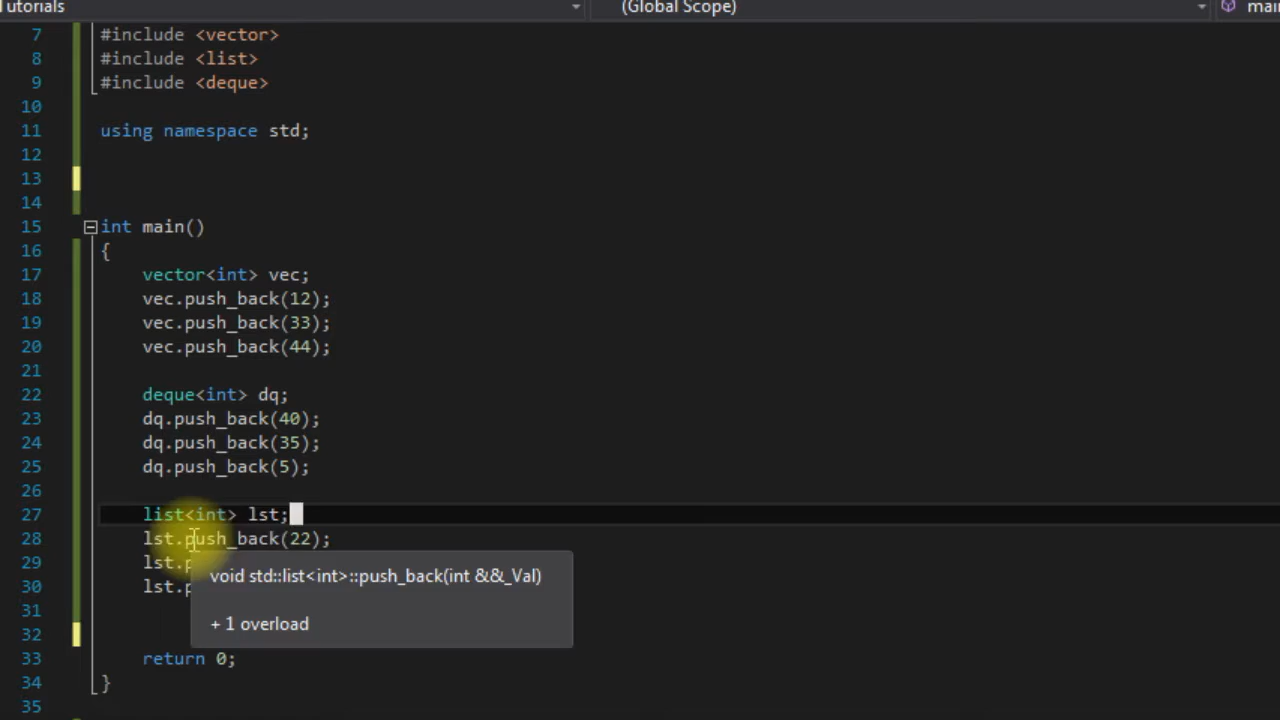 utorials (Global Scope) mai
7 #include <vector>
8 #include <list>
9 #include <deque>
10
11 using namespace std;
12
13
14
15 int main()
16 {
17 vector<int> vec;
18 vec.push_back(12);
19 vec.push_back(33);
20 vec.push_back(44);
21
22 deque<int> dq;
23 dq.push_back(40);
24 dq.push_back(35);
25 dq.push_back(5);
26
27 list<int> lst;
28 lst.push_back(22);
29 lst.p
void std::list<int>::push_back(int &&_Val)
30 lst.p
31
+ 1 overload
32
33 return 0;
34 }
35